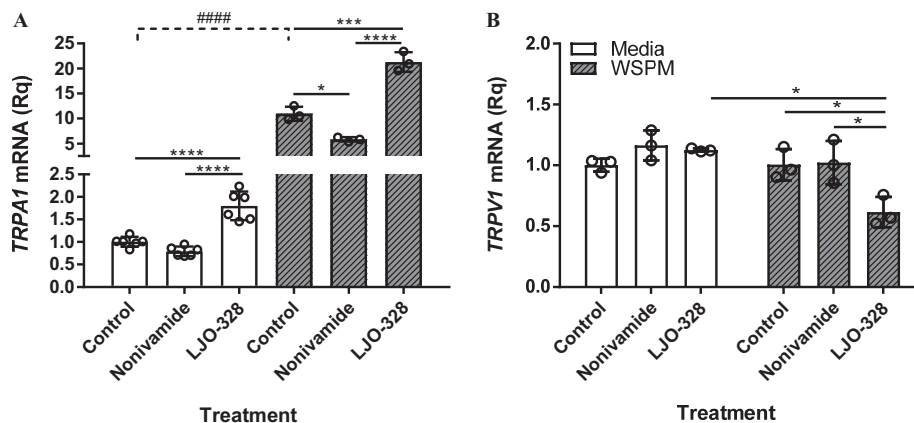 A
####
***
****
*
****
****
TRPA1 mRNA (Rq)
25
20
15
10
5
2.5
2.0
1.5
1.0
0.5
0.0
Control
Nonivamide
LJO-328
Control
Nonivamide
LJO-328
Treatment
B
Media
WSPM
*
*
*
TRPV1 mRNA (Rq)
2.0
1.5
1.0
0.5
0.0
Control
Nonivamide
LJO-328
Control
Nonivamide
LJO-328
Treatment